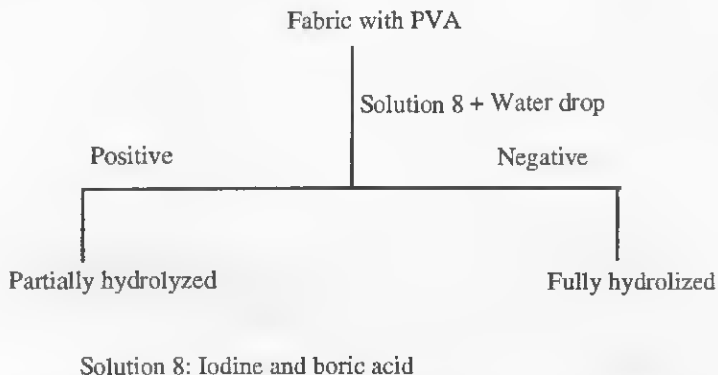 Fabric with PVA
Solution 8 + Water drop
Positive
Negative
Partially hydrolyzed
Fully hydrolized
Solution 8: Iodine and boric acid